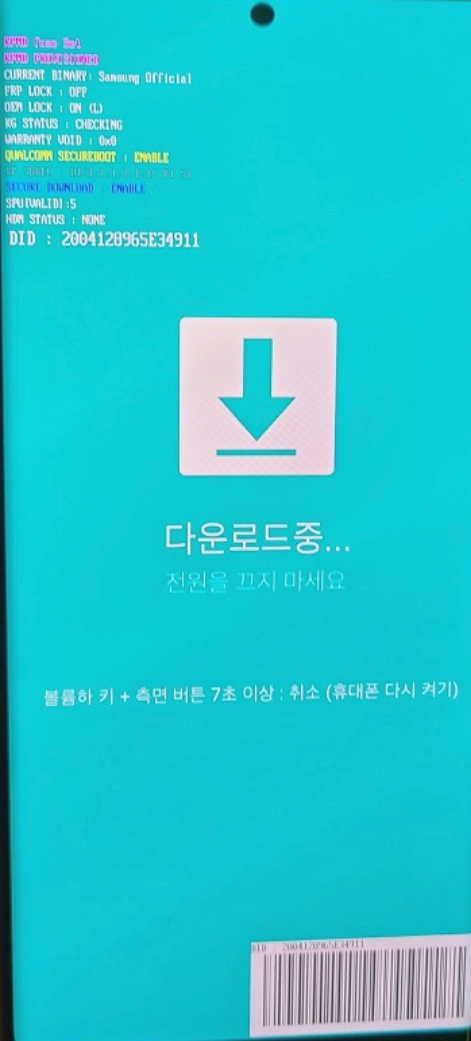 RPMB Fuse Set
RPMB PROVISIONED
CURRENT BINARY: Samsung Official
FRP LOCK : OFF
OEM LOCK : ON (L)
KG STATUS : CHECKING
WARRANTY VOID : 0x0
QUALCOMM SECUREBOOT : ENABLE
SECURE DOWNLOAD : ENABLE
SPU(VALID):5
HDM STATUS : NONE
DID : 2004128965E34911
다운로드중...
전원을 끄지 마세요
볼륨하 키 + 측면 버튼 7초 이상 : 취소 (휴대폰 다시 켜기)
DID : 2004128965E34911